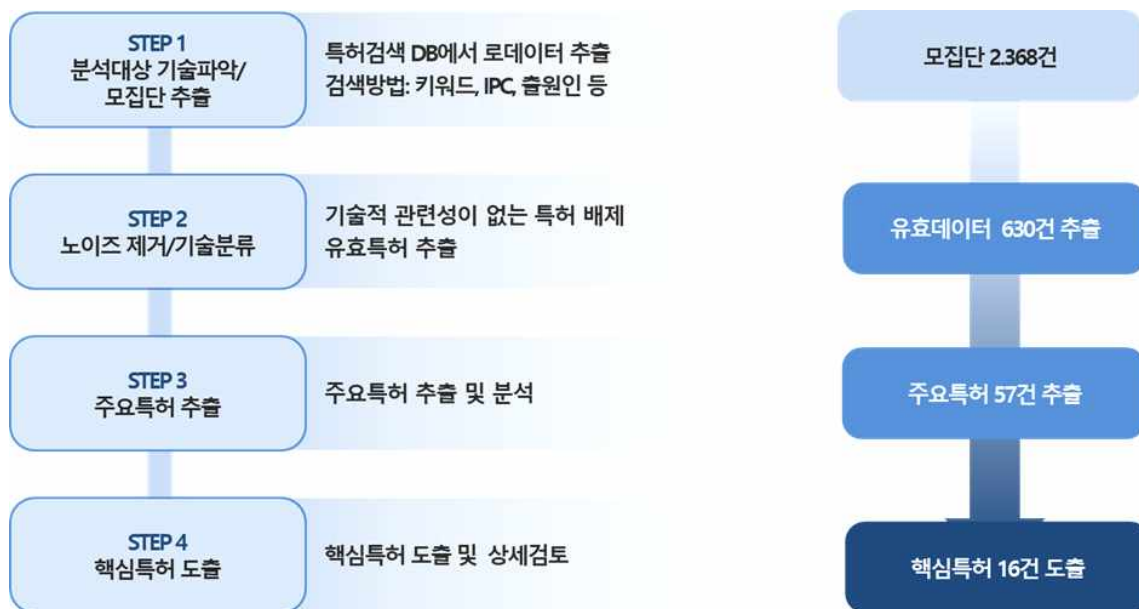 STEP 1
분석대상 기술파악/
모집단 추출
특허검색 DB에서 로데이터 추출
검색방법: 키워드, IPC, 출원인 등
모집단 2.368건
STEP 2
노이즈 제거/기술분류
기술적 관련성이 없는 특허 배제
유효특허 추출
유효데이터 630건 추출
STEP 3
주요특허 추출
주요특허 추출 및 분석
주요특허 57건 추출
STEP 4
핵심특허 도출
핵심특허 도출 및 상세검토
핵심특허 16건 도출